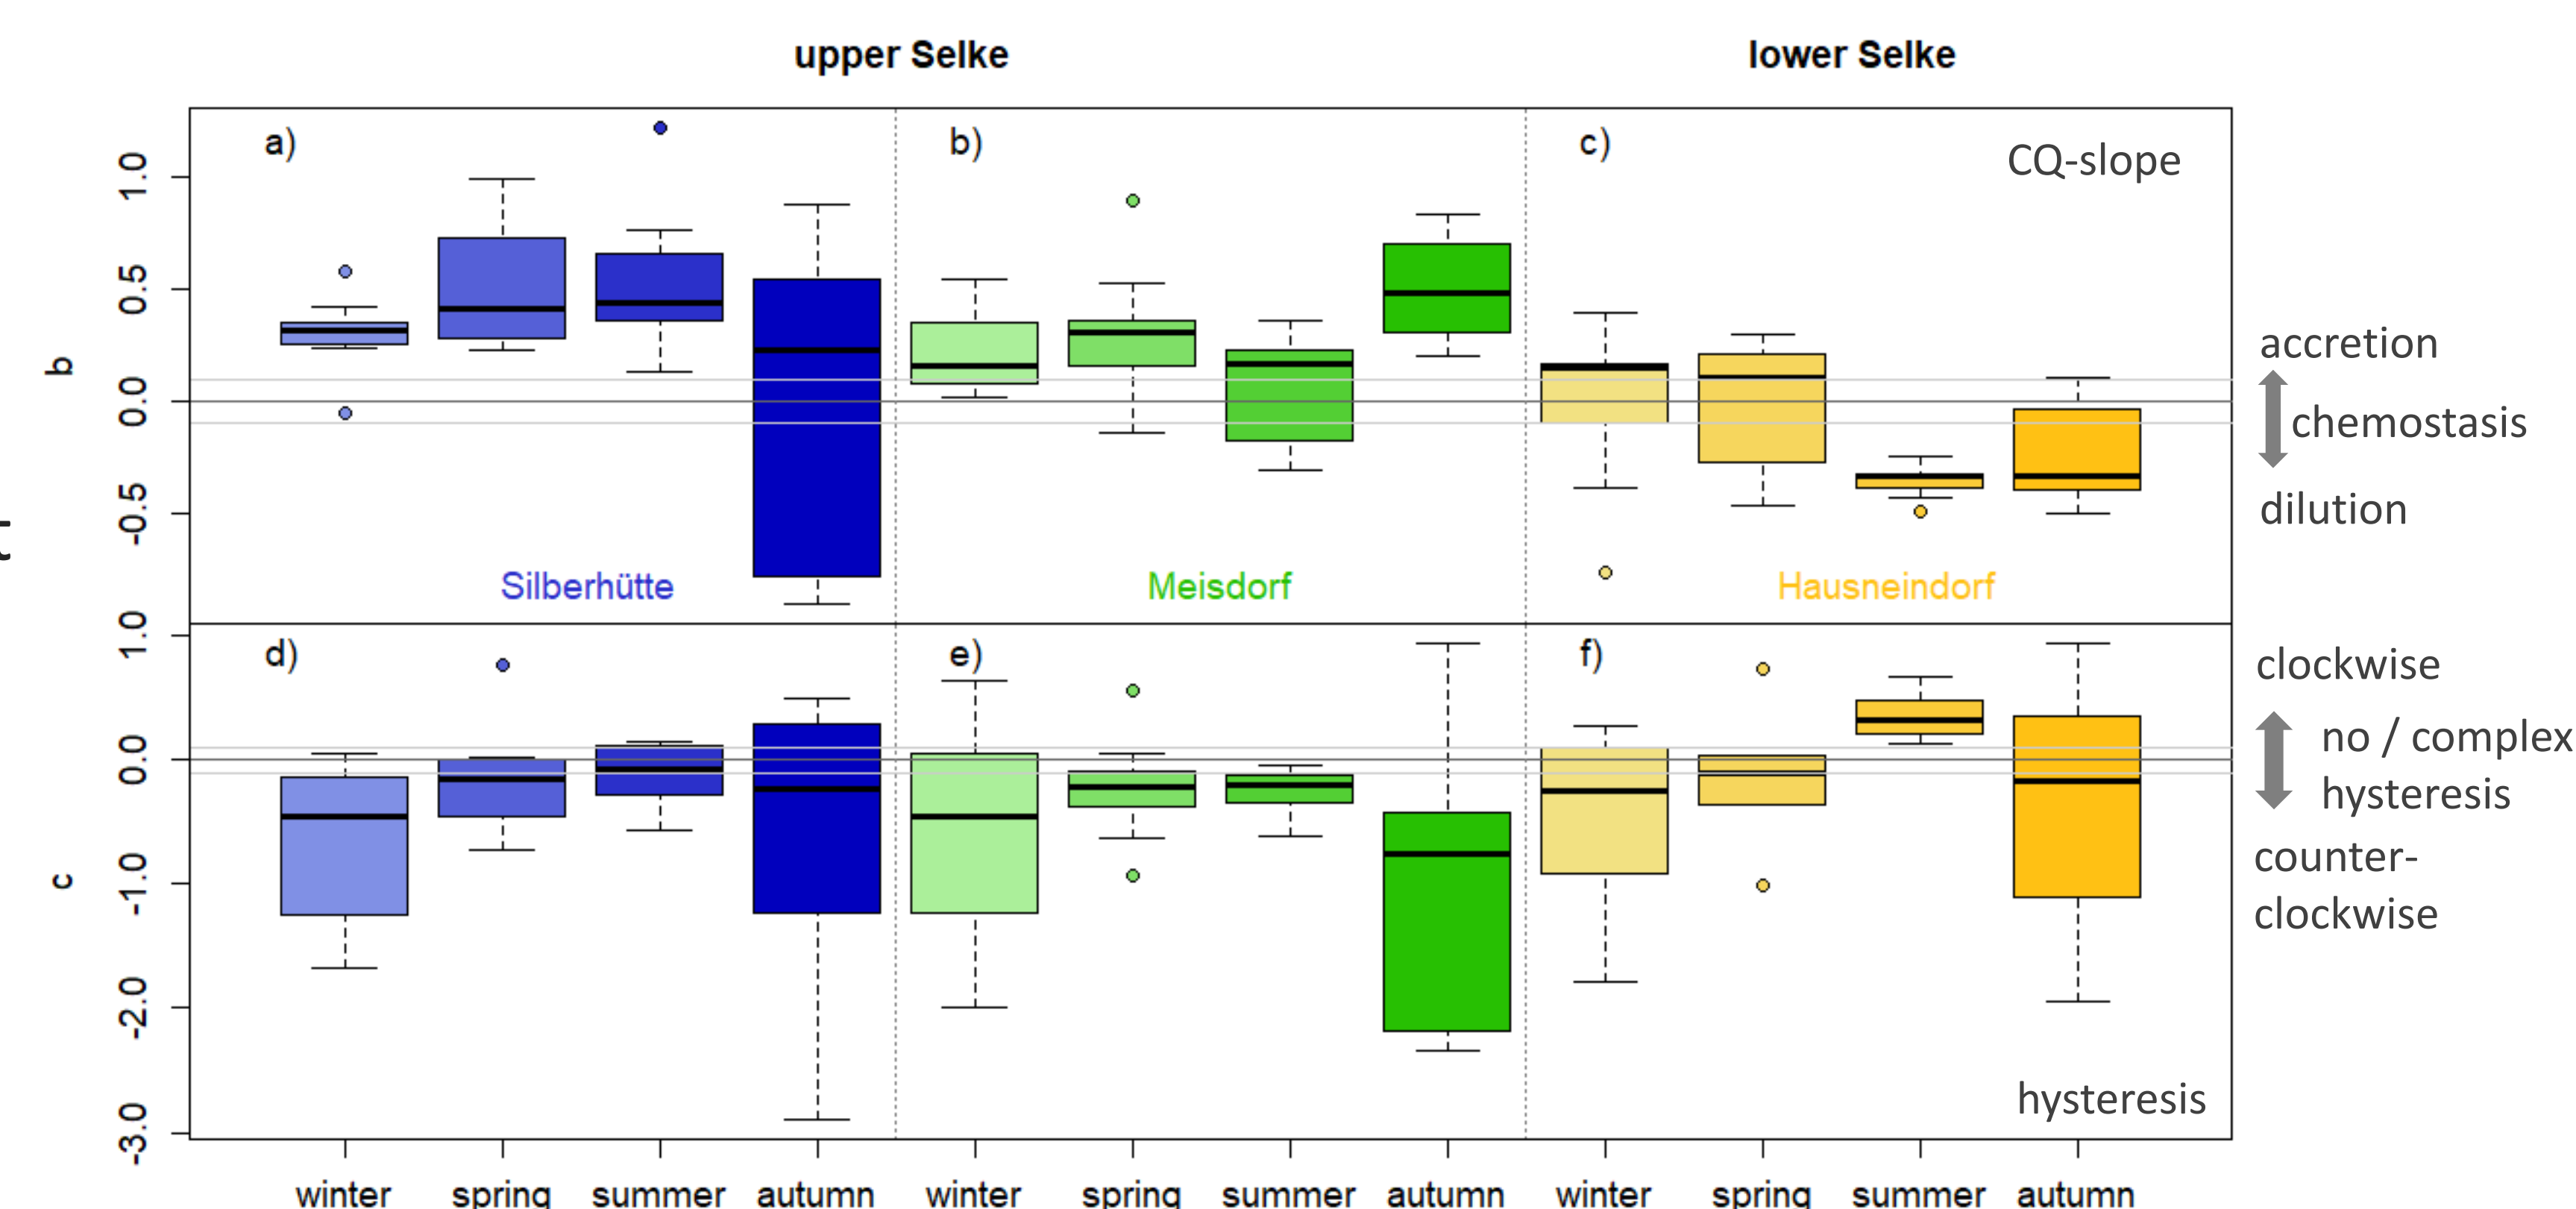 upper Selke
lower Selke
a)
b)
c)
CQ-slope
1.0
0.5
0.0
-0.5
b
accretion
chemostasis
dilution
Silberhütte
Meisdorf
Hausneindorf
d)
e)
f)
1.0
0.0
-1.0
-2.0
-3.0
c
clockwise
no / complex
hysteresis
counter-
clockwise
hysteresis
winter spring summer autumn winter spring summer autumn winter spring summer autumn